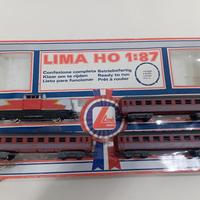 LIMA HO 1:87
Confezione completa Betriebsfertig
Klaar om te rijden Ready to run
Listo para funcionar Prêt à rouler